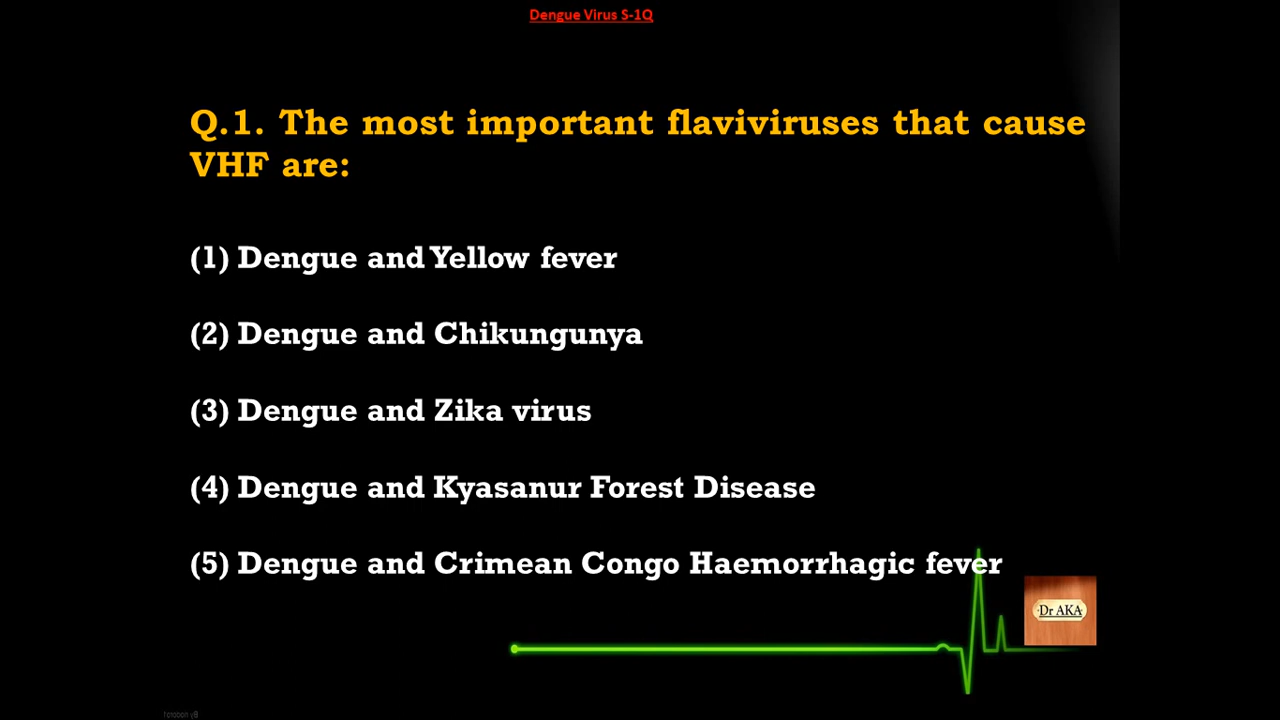 Dengue Virus S-1Q
Q.1. The most important flaviviruses that cause
VHF are:
(1) Dengue and Yellow fever
(2) Dengue and Chikungunya
(3) Dengue and Zika virus
(4) Dengue and Kyasanur Forest Disease
(5) Dengue and Crimean Congo Haemorrhagic fever
Dr AKA